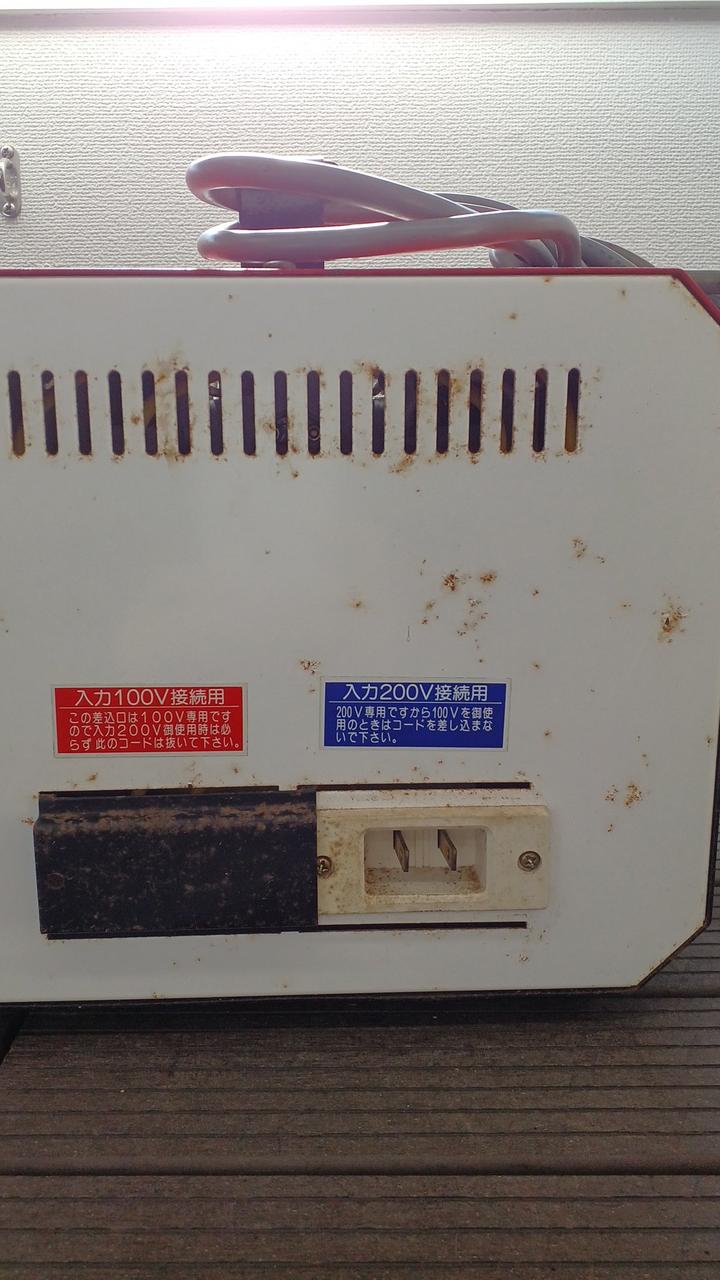 入力100V接続用
この差込口は100V専用です
ので入力200V御使用時は必
らず此のコードは抜いて下さい。
入力200V接続用
200V専用ですから100Vを御使
用のときはコードを差し込まな
いで下さい。